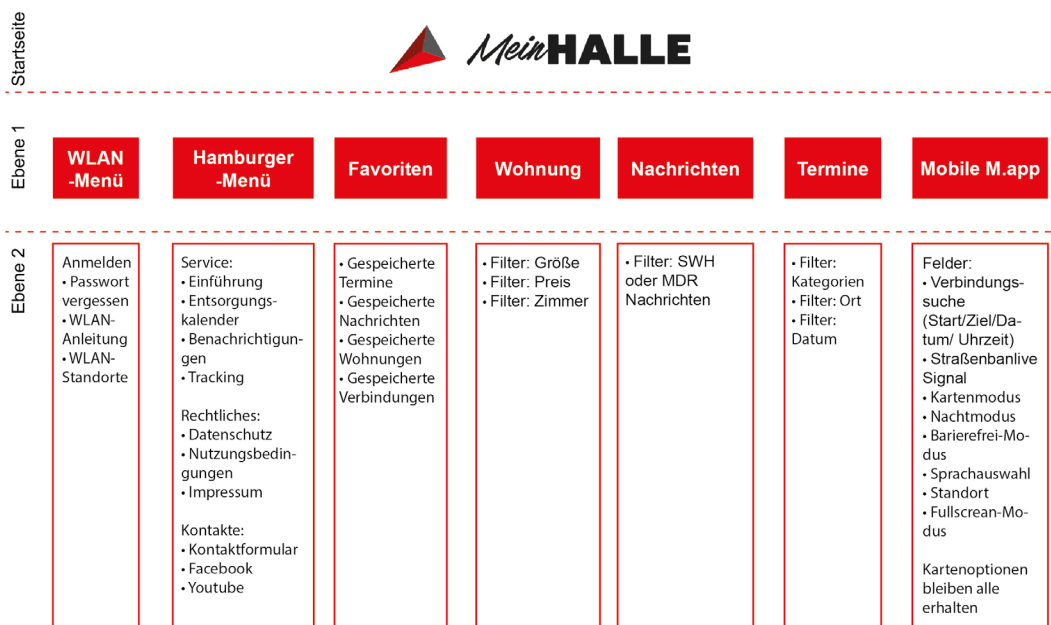 Startseite
MeinHALLE
Ebene 1
WLAN
-Menü
Hamburger
-Menü
Favoriten
Wohnung
Nachrichten
Termine
Mobile M.app
Ebene 2
Anmelden
• Passwort
vergessen
• WLAN-
Anleitung
• WLAN-
Standorte
Service:
• Einführung
• Entsorgungs-
kalender
• Benachrichtigun-
gen
• Tracking
Rechtliches:
• Datenschutz
• Nutzungsbedin-
gungen
• Impressum
Kontakte:
• Kontaktformular
• Facebook
• Youtube
• Gespeicherte
Termine
• Gespeicherte
Nachrichten
• Gespeicherte
Wohnungen
• Gespeicherte
Verbindungen
• Filter: Größe
• Filter: Preis
• Filter: Zimmer
• Filter: SWH
oder MDR
Nachrichten
• Filter:
Kategorien
• Filter: Ort
• Filter:
Datum
Felder:
• Verbindungs-
suche
(Start/Ziel/Da-
tum/ Uhrzeit)
• Straßenbanlive
Signal
• Kartenmodus
• Nachtmodus
• Barierefrei-Mo-
dus
• Sprachauswahl
• Standort
• Fullscrean-Mo-
dus
Kartenoptionen
bleiben alle
erhalten